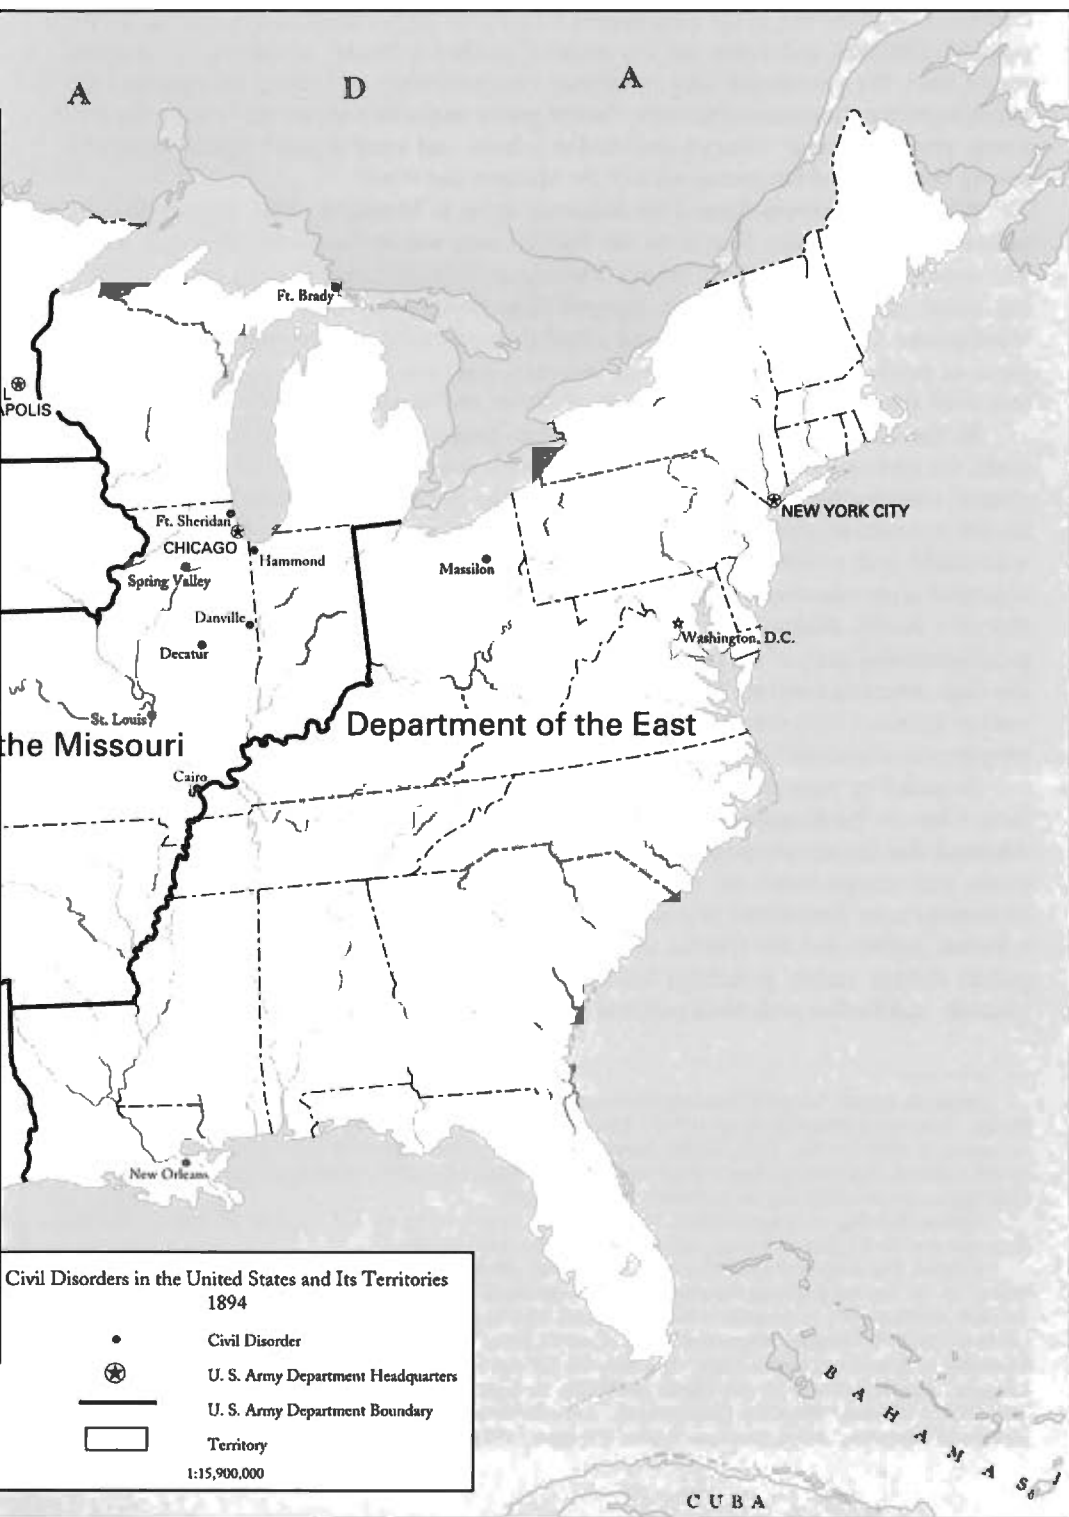 A D A
Ft. Brady
L
APOLIS
Ft. Sheridan
CHICAGO
Hammond
NEW YORK CITY
Massilon
Spring Valley
Danville
Decatur
Washington, D.C.
St. Louis
Department of the East
the Missouri
Cairo
New Orleans
Civil Disorders in the United States and Its Territories
1894
Civil Disorder
U. S. Army Department Headquarters
U. S. Army Department Boundary
Territory
1:15,900,000
BAHAMAS
CUBA